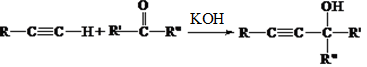 O KOH OH
R—C≡C—H + R'—C—R'' → R—C≡C—C—R'
R''